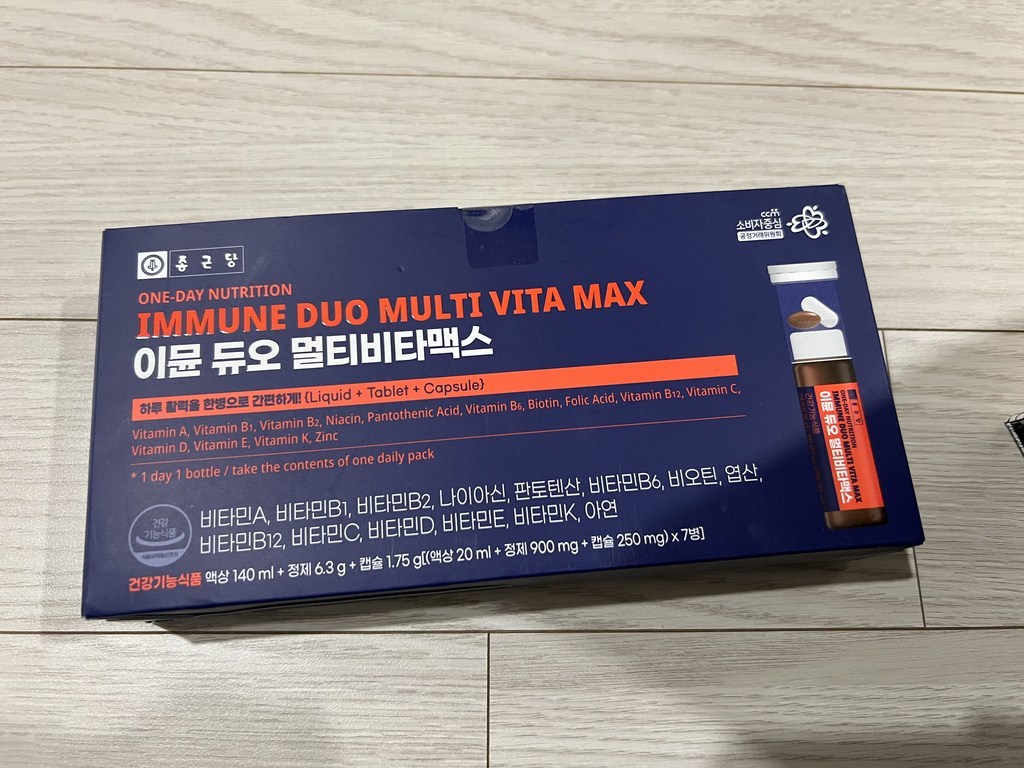 종근당
ccm
소비자중심
공정거래위원회
ONE-DAY NUTRITION
IMMUNE DUO MULTI VITA MAX
이뮨 듀오 멀티비타맥스
하루 활력을 한병으로 간편하게! {Liquid + Tablet + Capsule}
Vitamin A, Vitamin B1, Vitamin B2, Niacin, Pantothenic Acid, Vitamin B6, Biotin, Folic Acid, Vitamin B12, Vitamin C,
Vitamin D, Vitamin E, Vitamin K, Zinc
* 1 day 1 bottle / take the contents of one daily pack
비타민A, 비타민B1, 비타민B2, 나이아신, 판토텐산, 비타민B6, 비오틴, 엽산,
비타민B12, 비타민C, 비타민D, 비타민E, 비타민K, 아연
건강
기능식품
건강기능식품 액상 140 ml + 정제 6.3 g + 캡슐 1.75 g[(액상 20 ml + 정제 900 mg + 캡슐 250 mg) x 7병]
ONE-DAY NUTRITION
IMMUNE DUO MULTI VITA MAX
이뮨 듀오 멀티비타맥스
건강기능식품